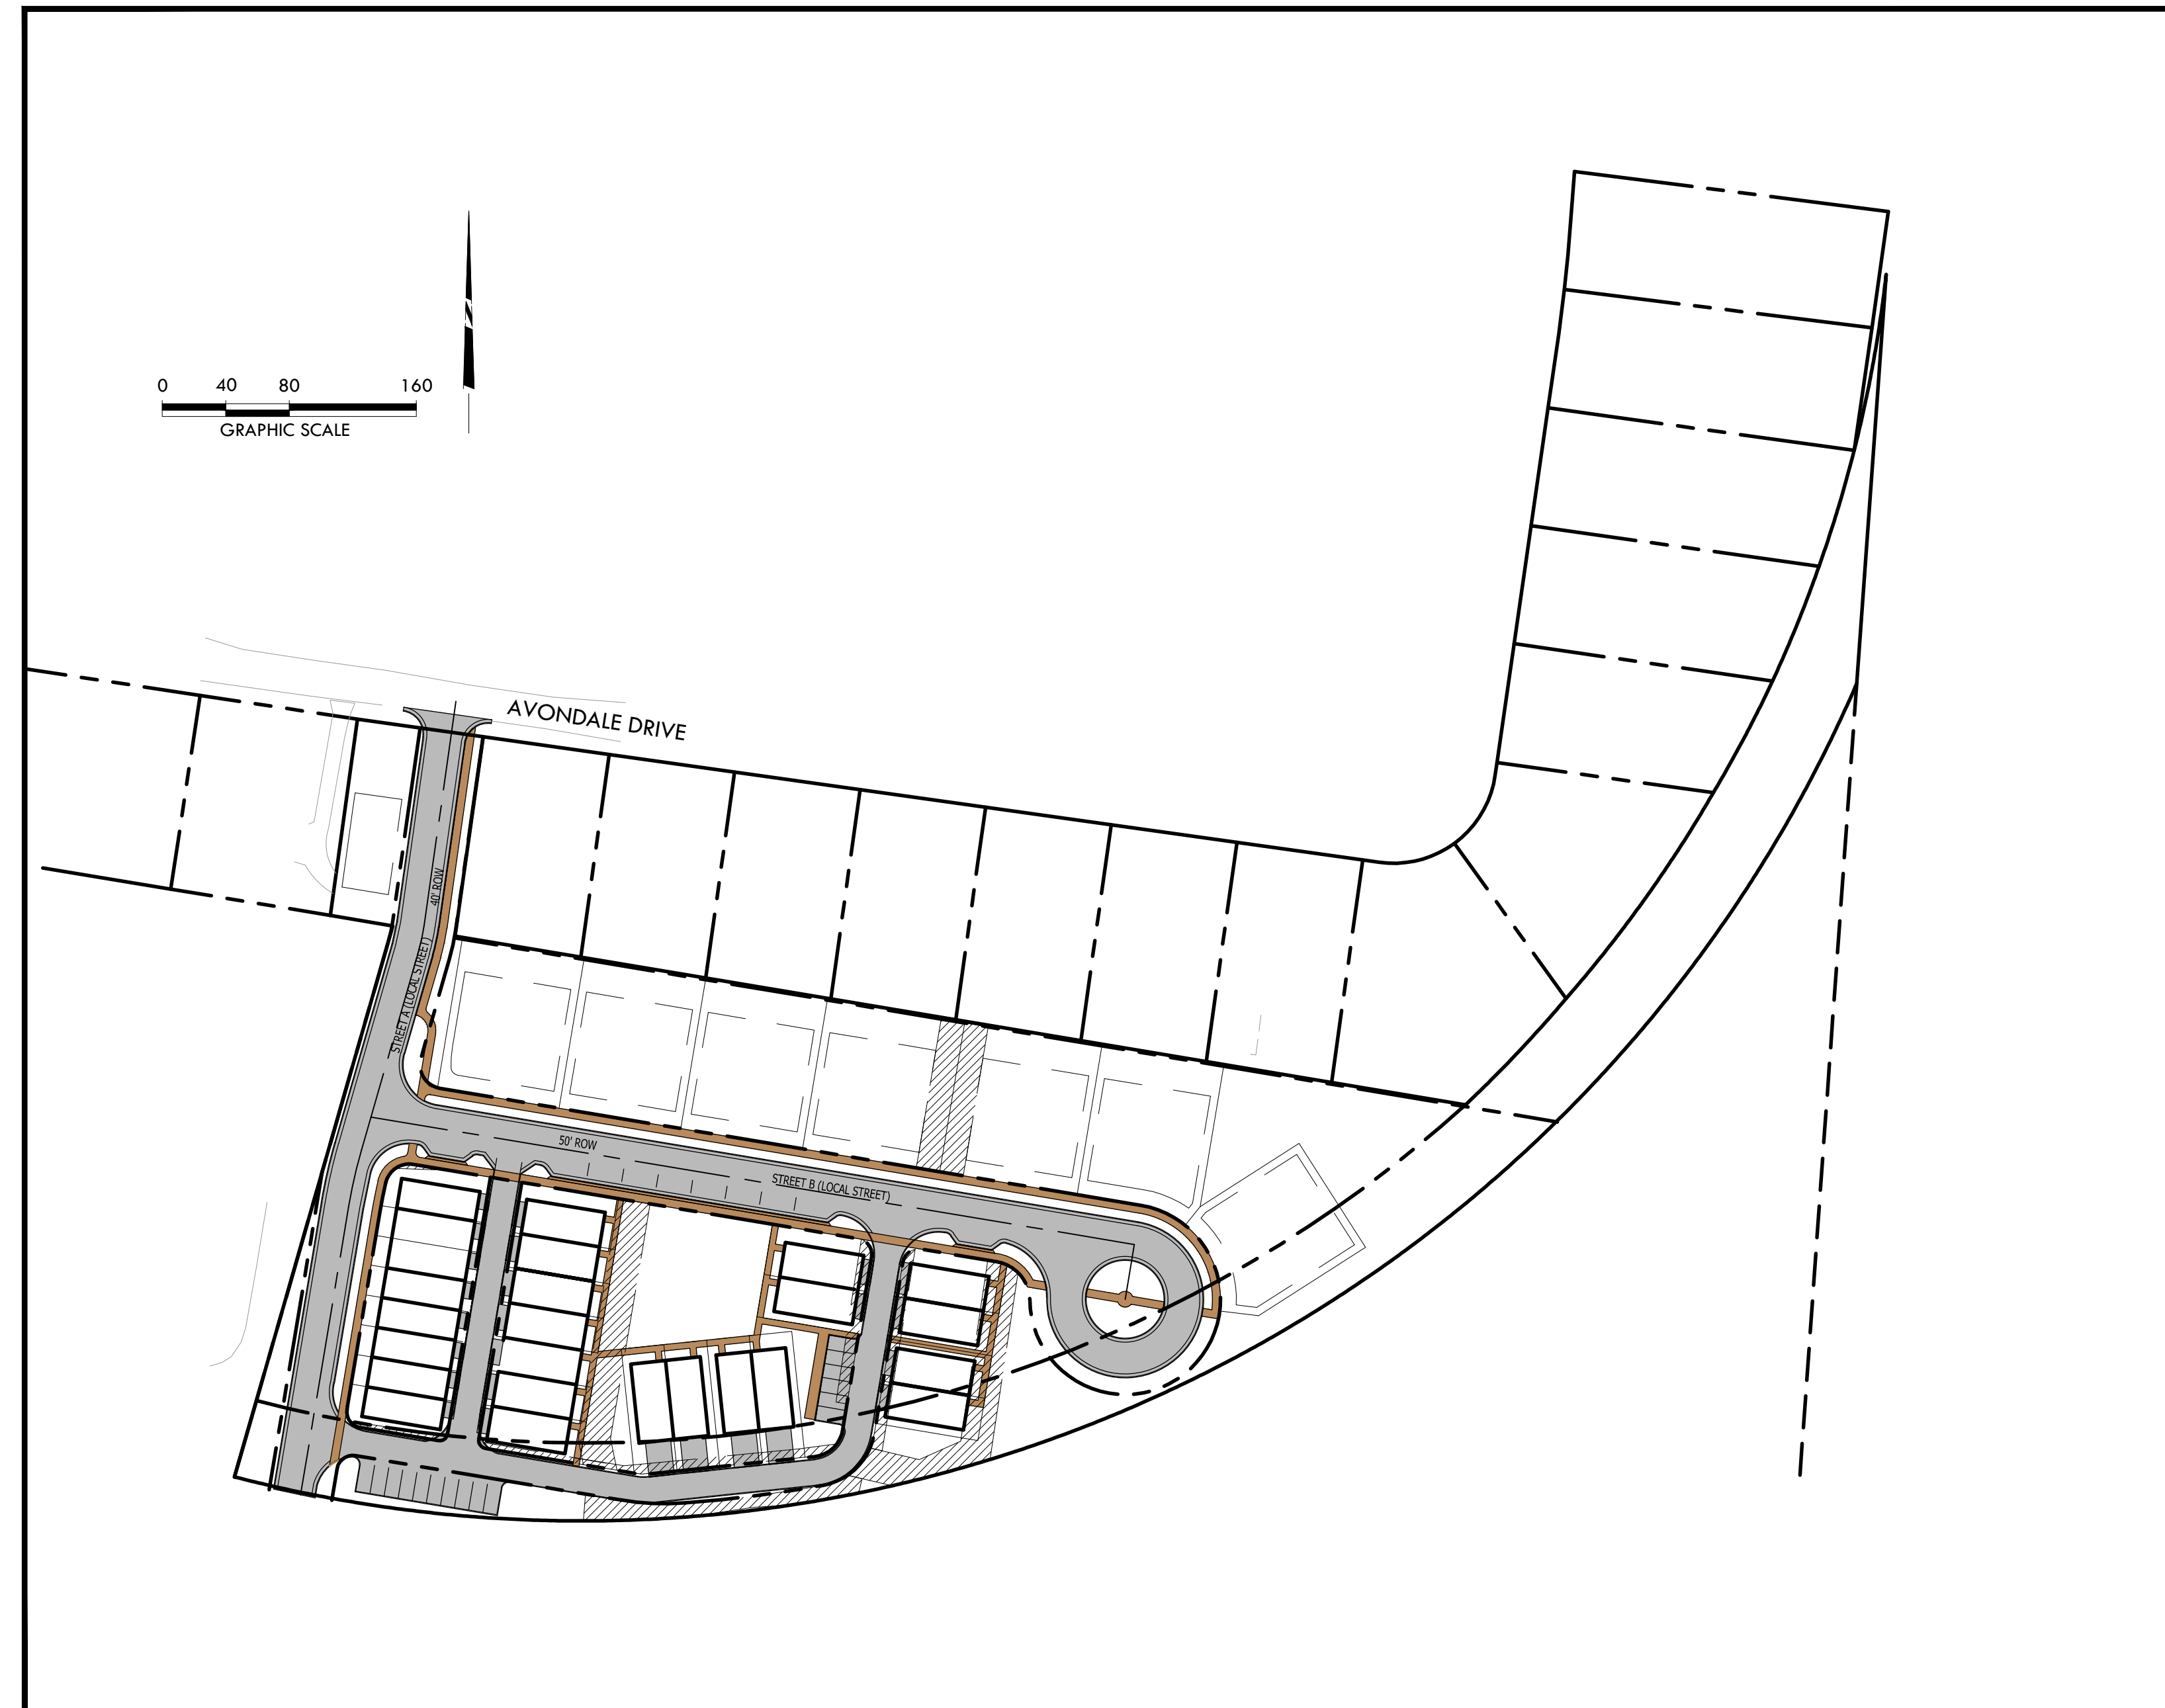 0 40 80 160
GRAPHIC SCALE
N
AVONDALE DRIVE
40' ROW
STREET A (LOCAL STREET)
50' ROW
STREET B (LOCAL STREET)